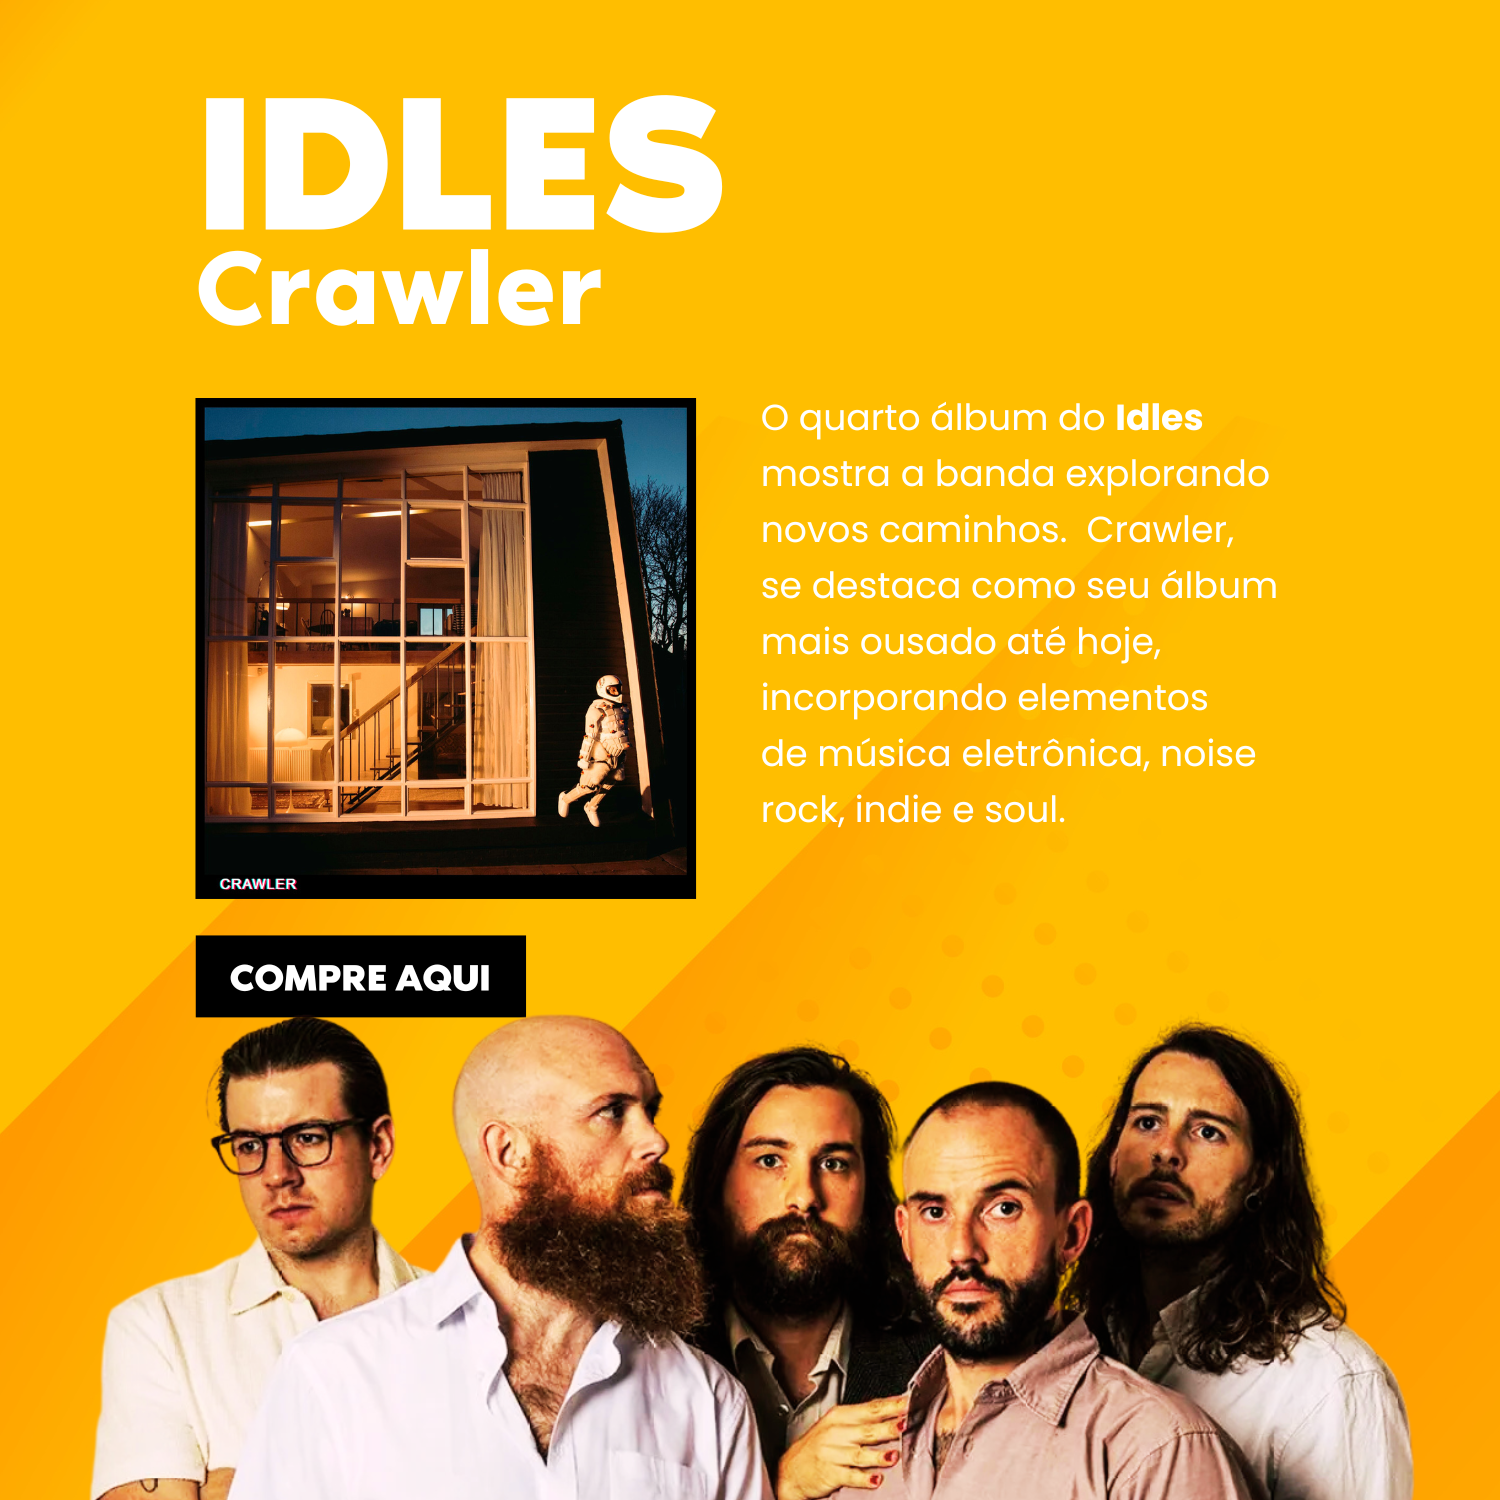 IDLES
Crawler
O quarto álbum do Idles
mostra a banda explorando
novos caminhos.  Crawler,
se destaca como seu álbum
mais ousado até hoje,
incorporando elementos
de música eletrônica, noise
rock, indie e soul.
CRAWLER
COMPRE AQUI